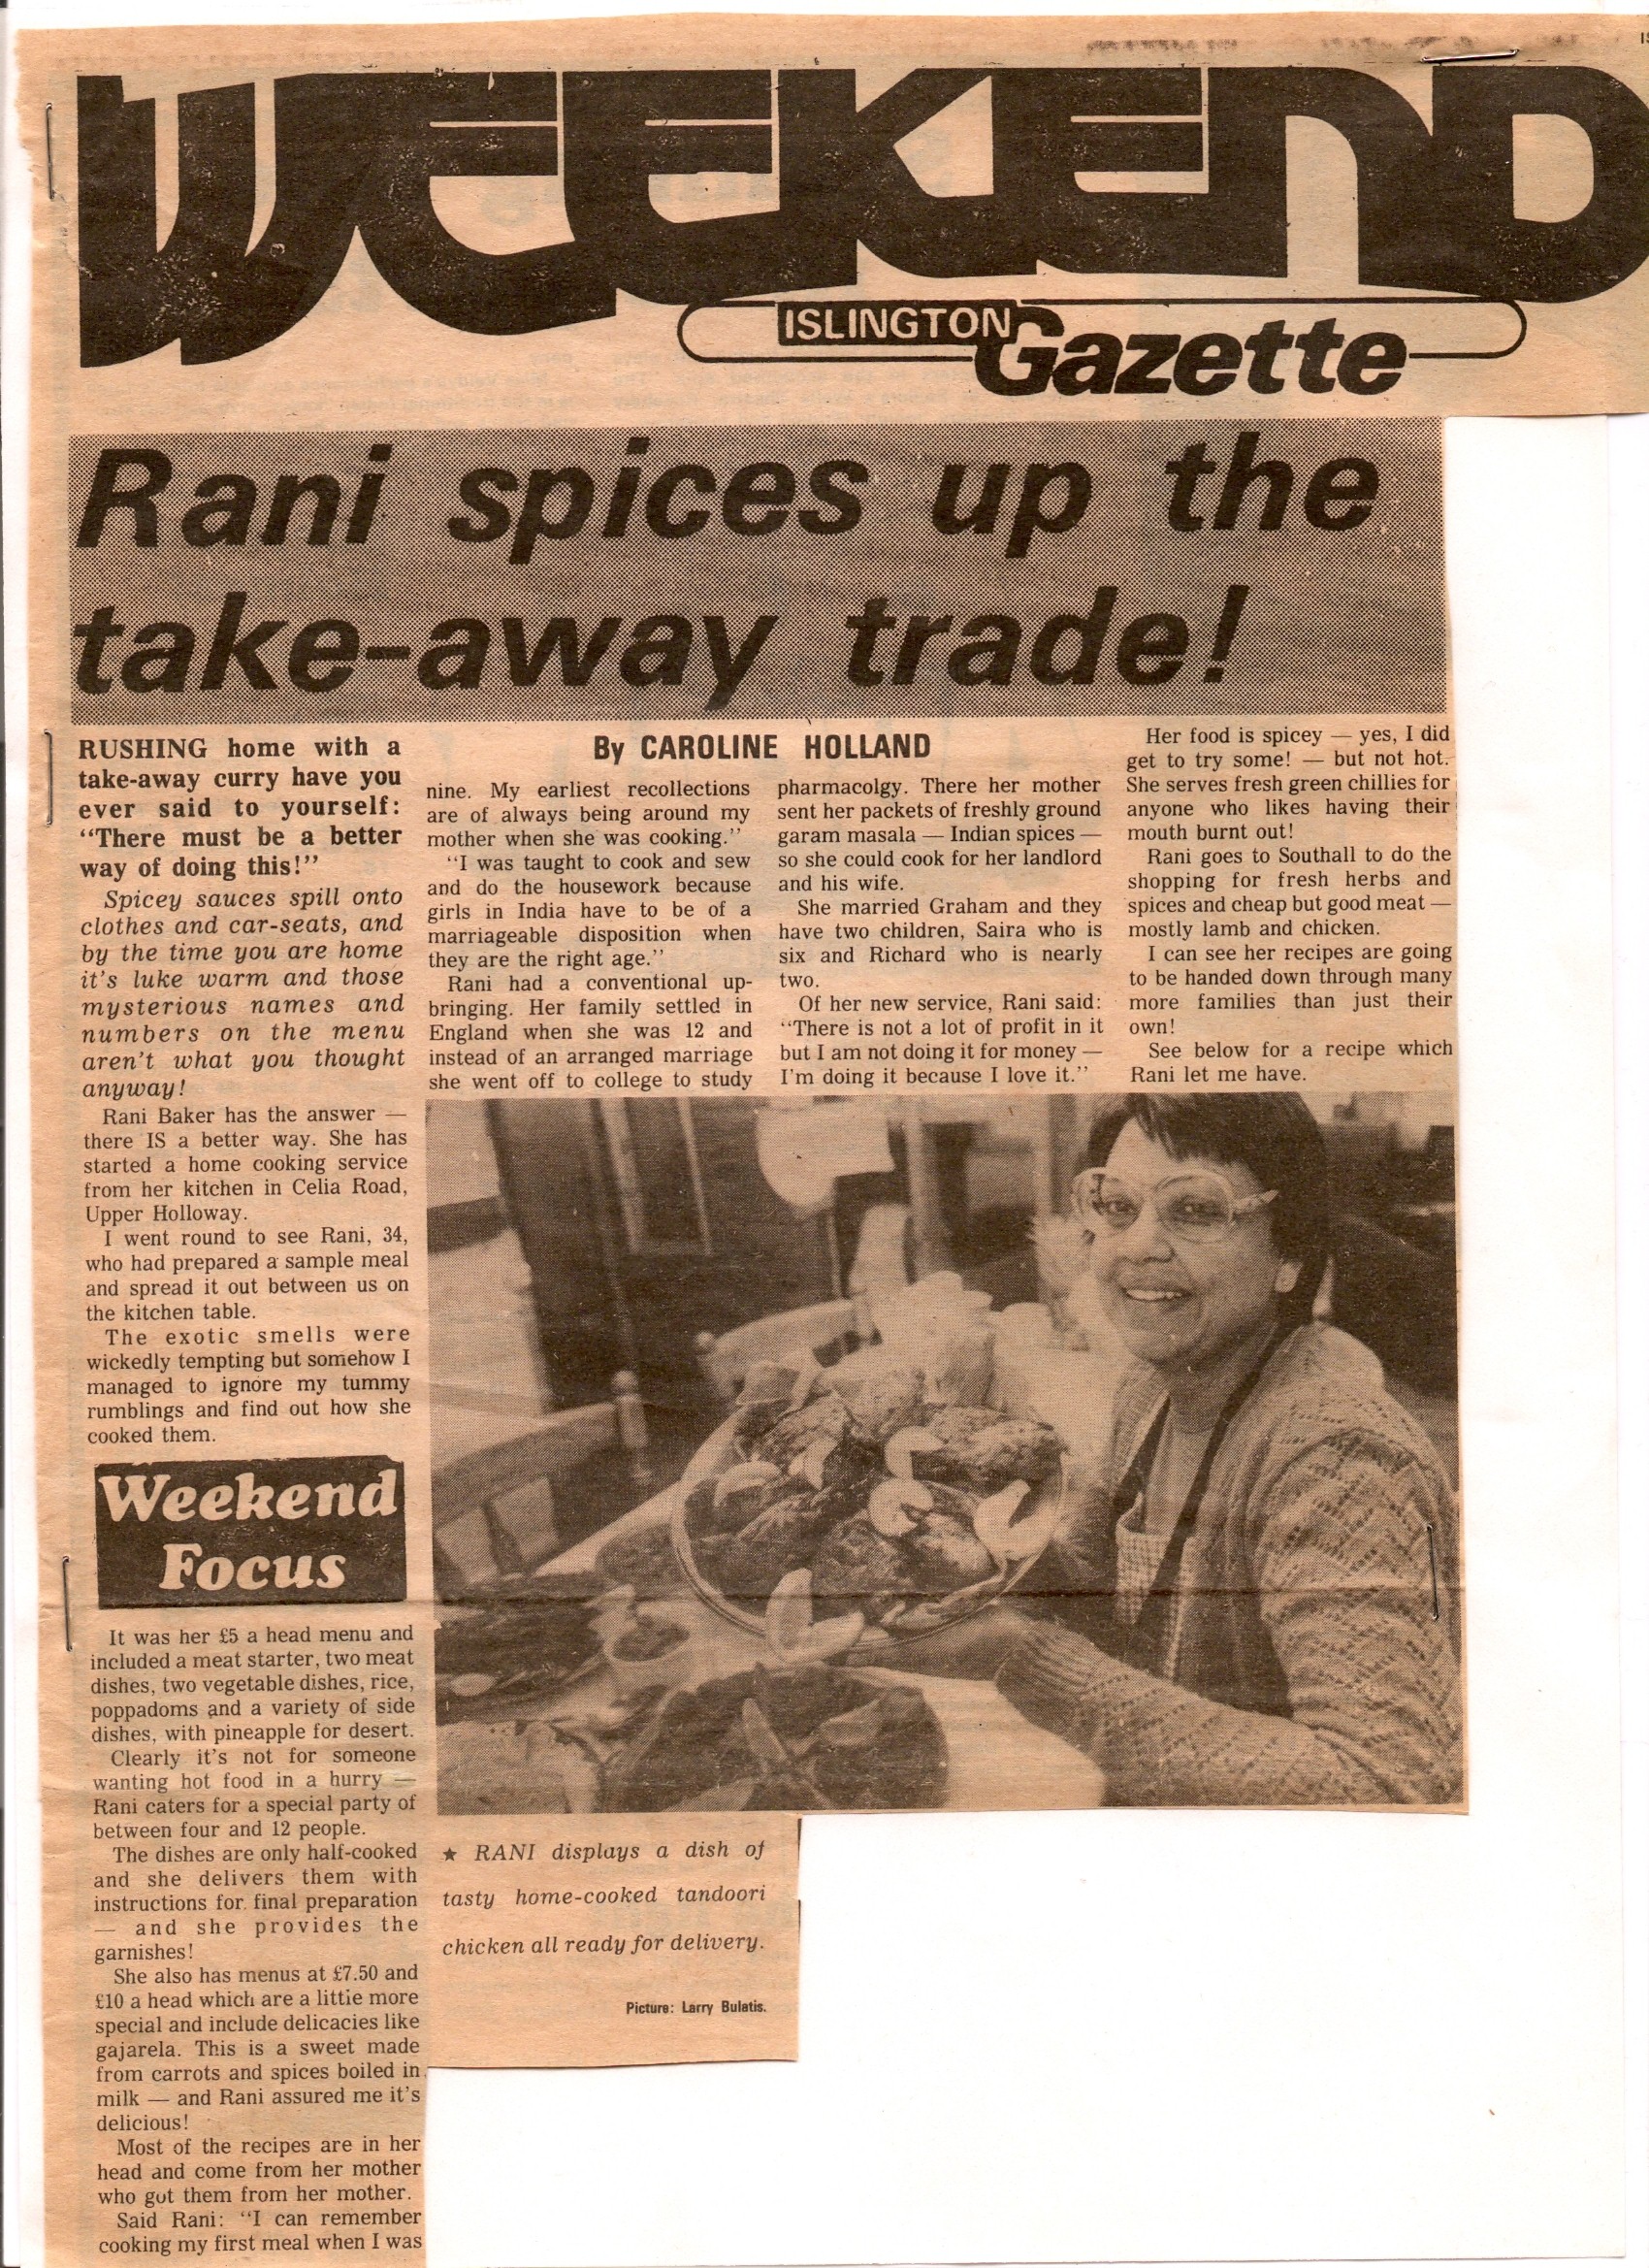 WEEKEND
ISLINGTON Gazette
Rani spices up the
take-away trade!
RUSHING home with a
take-away curry have you
ever said to yourself:
“There must be a better
way of doing this!”
Spicey sauces spill onto
clothes and car-seats, and
by the time you are home
it's luke warm and those
mysterious names and
numbers on the menu
aren't what you thought
anyway!
Rani Baker has the answer —
there IS a better way. She has
started a home cooking service
from her kitchen in Celia Road,
Upper Holloway.
I went round to see Rani, 34,
who had prepared a sample meal
and spread it out between us on
the kitchen table.
The exotic smells were
wickedly tempting but somehow I
managed to ignore my tummy
rumblings and find out how she
cooked them.
Weekend
Focus
It was her £5 a head menu and
included a meat starter, two meat
dishes, two vegetable dishes, rice,
poppadoms and a variety of side
dishes, with pineapple for desert.
Clearly it's not for someone
wanting hot food in a hurry —
Rani caters for a special party of
between four and 12 people.
The dishes are only half-cooked
and she delivers them with
instructions for final preparation
— and she provides the
garnishes!
She also has menus at £7.50 and
£10 a head which are a little more
special and include delicacies like
gajarela. This is a sweet made
from carrots and spices boiled in
milk — and Rani assured me it's
delicious!
Most of the recipes are in her
head and come from her mother
who got them from her mother.
Said Rani: “I can remember
cooking my first meal when I was
By CAROLINE HOLLAND
nine. My earliest recollections
are of always being around my
mother when she was cooking.”
“I was taught to cook and sew
and do the housework because
girls in India have to be of a
marriageable disposition when
they are the right age.”
Rani had a conventional up-
bringing. Her family settled in
England when she was 12 and
instead of an arranged marriage
she went off to college to study
pharmacolgy. There her mother
sent her packets of freshly ground
garam masala — Indian spices —
so she could cook for her landlord
and his wife.
She married Graham and they
have two children, Saira who is
six and Richard who is nearly
two.
Of her new service, Rani said:
“There is not a lot of profit in it
but I am not doing it for money —
I'm doing it because I love it.”
Her food is spicey — yes, I did
get to try some! — but not hot.
She serves fresh green chillies for
anyone who likes having their
mouth burnt out!
Rani goes to Southall to do the
shopping for fresh herbs and
spices and cheap but good meat —
mostly lamb and chicken.
I can see her recipes are going
to be handed down through many
more families than just their
own!
See below for a recipe which
Rani let me have.
★ RANI displays a dish of
tasty home-cooked tandoori
chicken all ready for delivery.
Picture: Larry Bulatis.